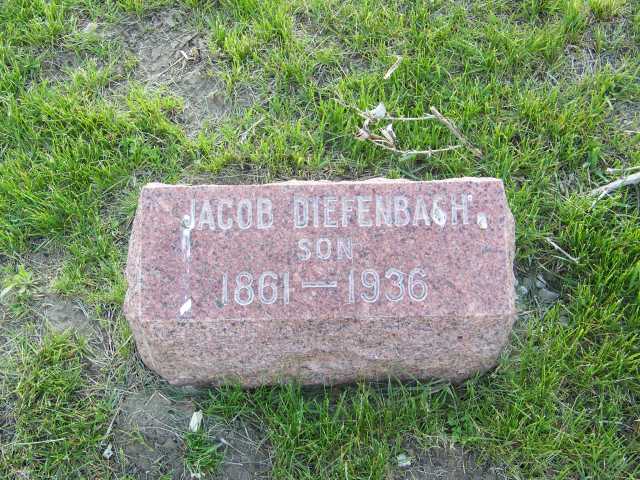 JACOB DIEFENBACH.
SON
1861—1936